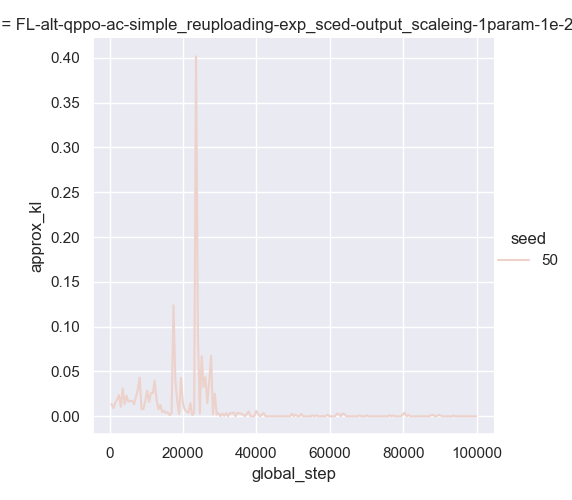 = FL-alt-qppo-ac-simple_reuploading-exp_sced-output_scaleing-1param-1e-2
0.40
0.35
0.30
0.25
0.20
0.15
0.10
0.05
0.00
approx_kl
0 20000 40000 60000 80000 100000
global_step
seed
50